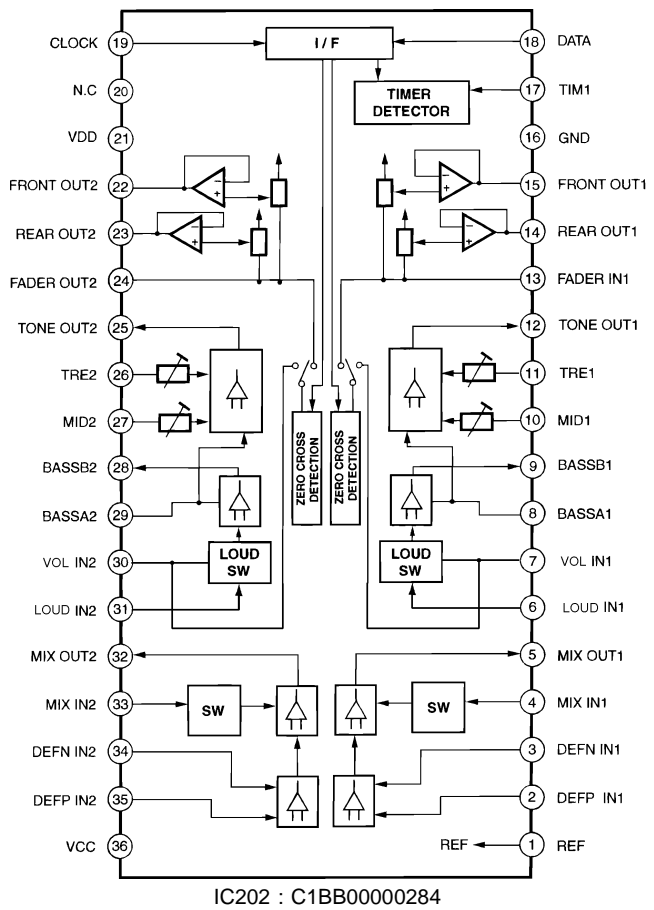 CLOCK 19 I / F 18 DATA
N.C 20 TIMER DETECTOR 17 TIM1
VDD 21 16 GND
FRONT OUT2 22 - + - + 15 FRONT OUT1
REAR OUT2 23 - + - + 14 REAR OUT1
FADER OUT2 24 13 FADER IN1
TONE OUT2 25 12 TONE OUT1
TRE2 26 11 TRE1
MID2 27 10 MID1
ZERO CROSS DETECTION ZERO CROSS DETECTION
BASSB2 28 9 BASSB1
BASSA2 29 8 BASSA1
VOL IN2 30 LOUD SW LOUD SW 7 VOL IN1
LOUD IN2 31 6 LOUD IN1
MIX OUT2 32 5 MIX OUT1
MIX IN2 33 SW SW 4 MIX IN1
DEFN IN2 34 3 DEFN IN1
DEFP IN2 35 2 DEFP IN1
VCC 36 REF 1 REF
IC202 : C1BB00000284